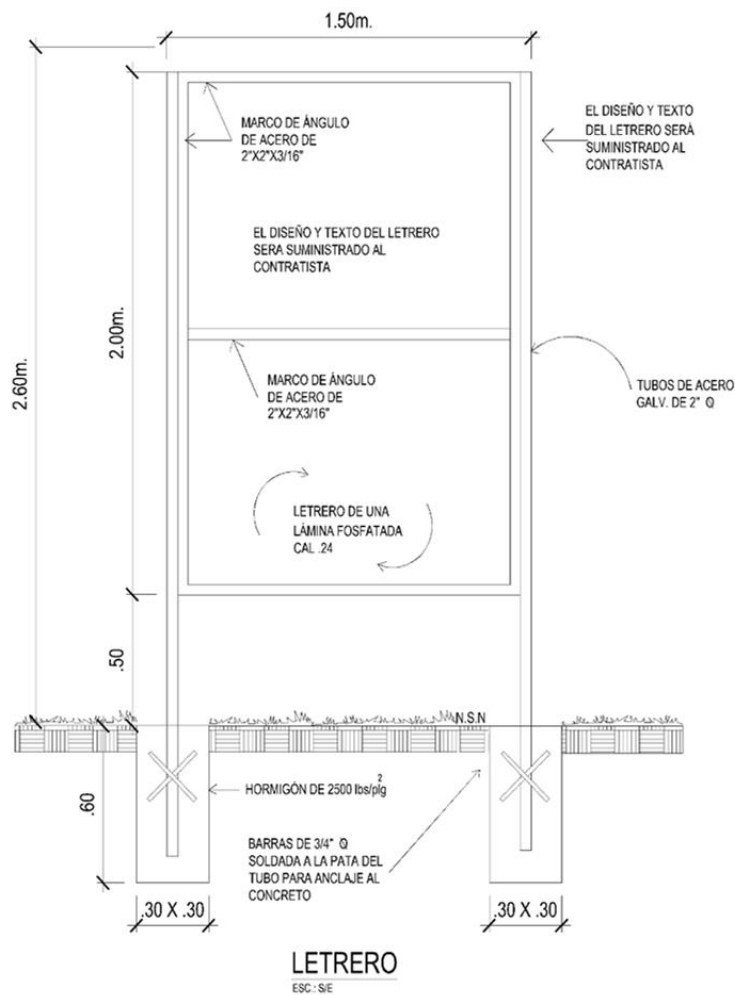 1.50m.
MARCO DE ÁNGULO
DE ACERO DE
2"X2"X3/16"
EL DISEÑO Y TEXTO
DEL LETRERO SERÁ
SUMINISTRADO AL
CONTRATISTA
EL DISEÑO Y TEXTO DEL LETRERO
SERA SUMINISTRADO AL
CONTRATISTA
2.00m.
2.60m.
MARCO DE ÁNGULO
DE ACERO DE
2"X2"X3/16"
TUBOS DE ACERO
GALV. DE 2" Q
LETRERO DE UNA
LÁMINA FOSFATADA
CAL .24
.50
N.S.N
.60
HORMIGÓN DE 2500 lbs/plg²
BARRAS DE 3/4" Q
SOLDADA A LA PATA DEL
TUBO PARA ANCLAJE AL
CONCRETO
.30 X .30
.30 X .30
LETRERO
ESC.: S/E